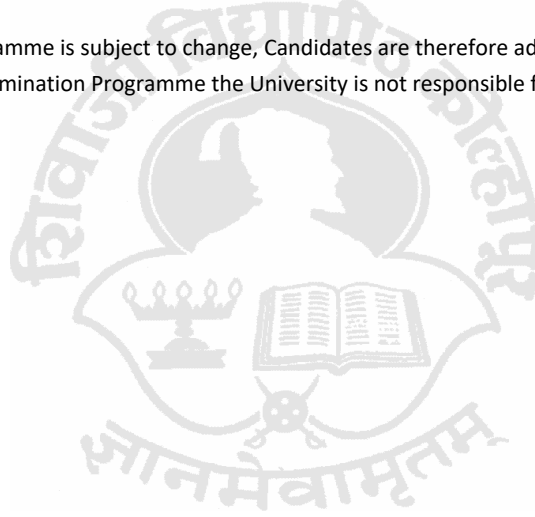 amme is subject to change, Candidates are therefore ad
mination Programme the University is not responsible f
शिवाजी विद्यापीठ कोल्हापूर
ज्ञानमेवामृतम्